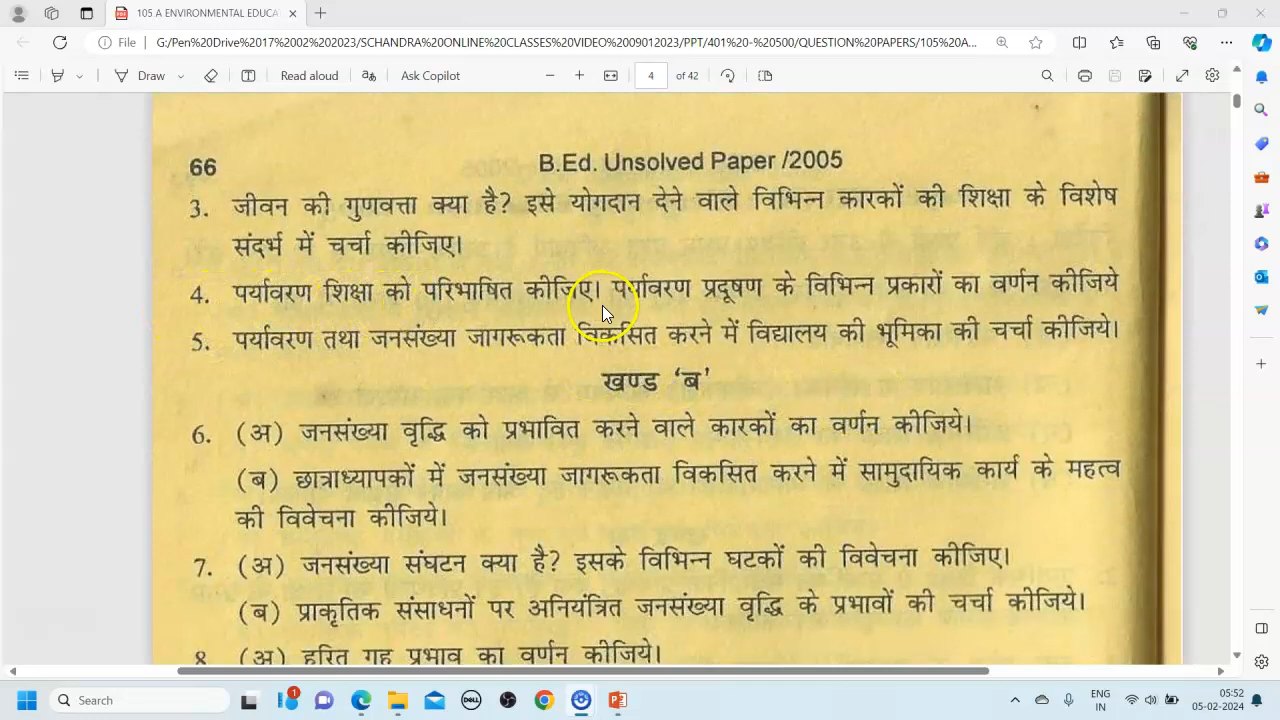 105 A ENVIRONMENTAL EDUCA
File G:/Pen%20Drive%2017%2002%202023/SCHANDRA%20ONLINE%20CLASSES%20VIDEO%2009012023/PPT/401%20-%20500/QUESTION%20PAPERS/105%20A...
Draw Read aloud Ask Copilot 4 of 42
66 B.Ed. Unsolved Paper /2005
3. जीवन की गुणवत्ता क्या है? इसे योगदान देने वाले विभिन्न कारकों की शिक्षा के विशेष
संदर्भ में चर्चा कीजिए।
4. पर्यावरण शिक्षा को परिभाषित कीजिए। पर्यावरण प्रदूषण के विभिन्न प्रकारों का वर्णन कीजिये
5. पर्यावरण तथा जनसंख्या जागरूकता विकसित करने में विद्यालय की भूमिका की चर्चा कीजिये।
खण्ड ‘ब’
6. (अ) जनसंख्या वृद्धि को प्रभावित करने वाले कारकों का वर्णन कीजिये।
(ब) छात्राध्यापकों में जनसंख्या जागरूकता विकसित करने में सामुदायिक कार्य के महत्व
की विवेचना कीजिये।
7. (अ) जनसंख्या संघटन क्या है? इसके विभिन्न घटकों की विवेचना कीजिए।
(ब) प्राकृतिक संसाधनों पर अनियंत्रित जनसंख्या वृद्धि के प्रभावों की चर्चा कीजिये।
8. (अ) हरित गृह प्रभाव का वर्णन कीजिये।
Search 1 DELL ENG 05:52
IN 05-02-2024